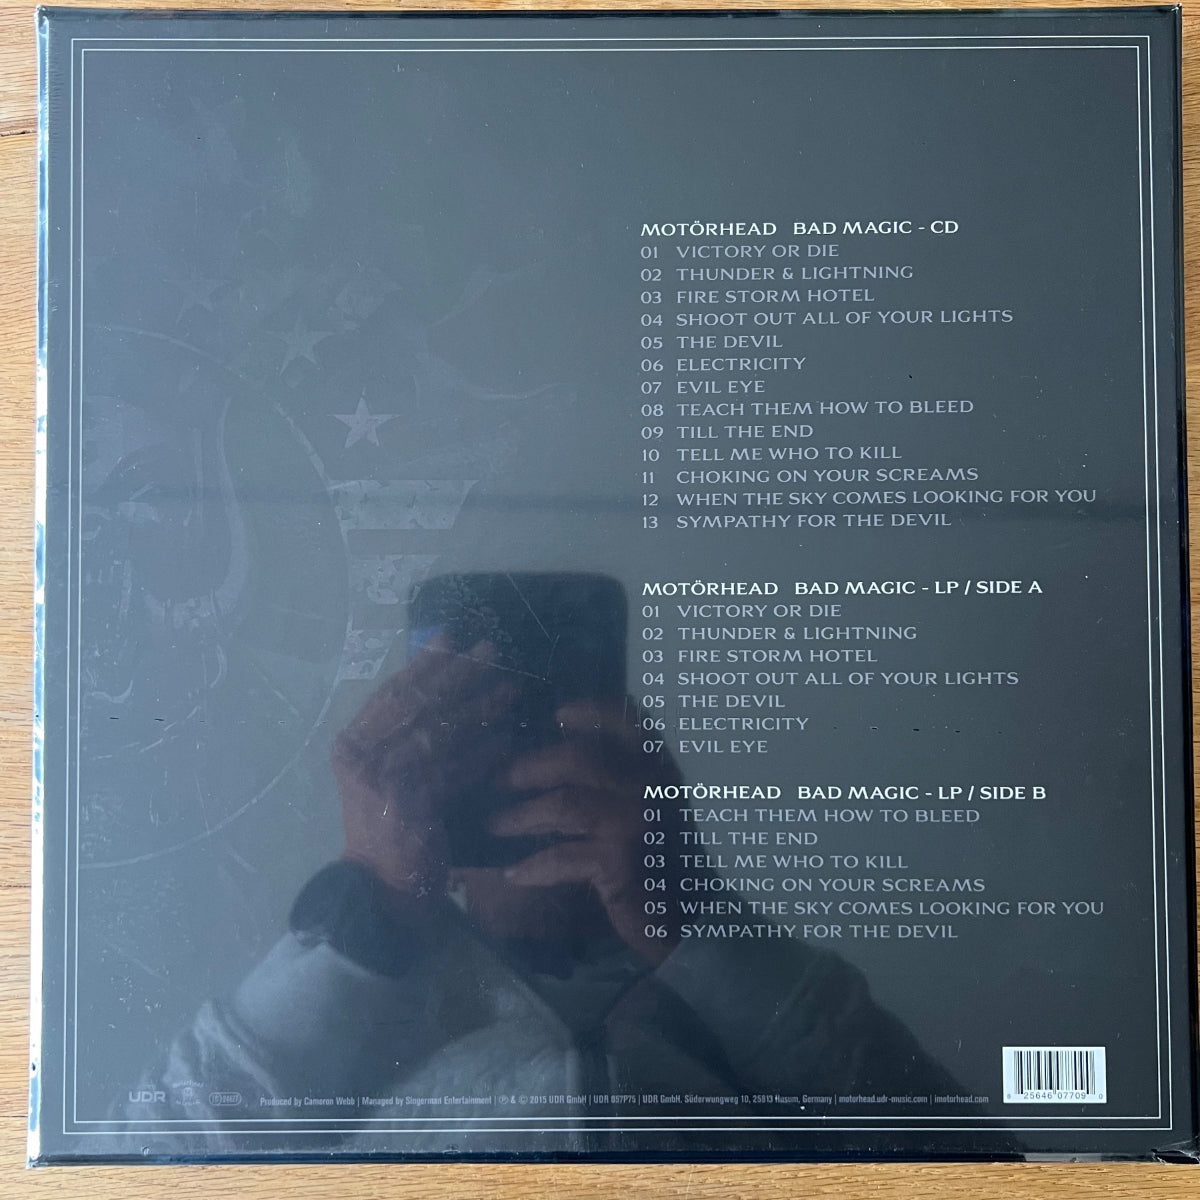 MOTÖRHEAD BAD MAGIC - CD
01 VICTORY OR DIE
02 THUNDER & LIGHTNING
03 FIRE STORM HOTEL
04 SHOOT OUT ALL OF YOUR LIGHTS
05 THE DEVIL
06 ELECTRICITY
07 EVIL EYE
08 TEACH THEM HOW TO BLEED
09 TILL THE END
10 TELL ME WHO TO KILL
11 CHOKING ON YOUR SCREAMS
12 WHEN THE SKY COMES LOOKING FOR YOU
13 SYMPATHY FOR THE DEVIL
MOTÖRHEAD BAD MAGIC - LP / SIDE A
01 VICTORY OR DIE
02 THUNDER & LIGHTNING
03 FIRE STORM HOTEL
04 SHOOT OUT ALL OF YOUR LIGHTS
05 THE DEVIL
06 ELECTRICITY
07 EVIL EYE
MOTÖRHEAD BAD MAGIC - LP / SIDE B
01 TEACH THEM HOW TO BLEED
02 TILL THE END
03 TELL ME WHO TO KILL
04 CHOKING ON YOUR SCREAMS
05 WHEN THE SKY COMES LOOKING FOR YOU
06 SYMPATHY FOR THE DEVIL
UDR Motörhead Produced by Cameron Webb | Managed by Singerman Entertainment | ℗ & © 2015 UDR GmbH | UDR 057P75 | UDR GmbH, Süderwungweg 10, 25813 Husum, Germany | motorhead.udr-music.com | imotorhead.com
8 25646 07709 0